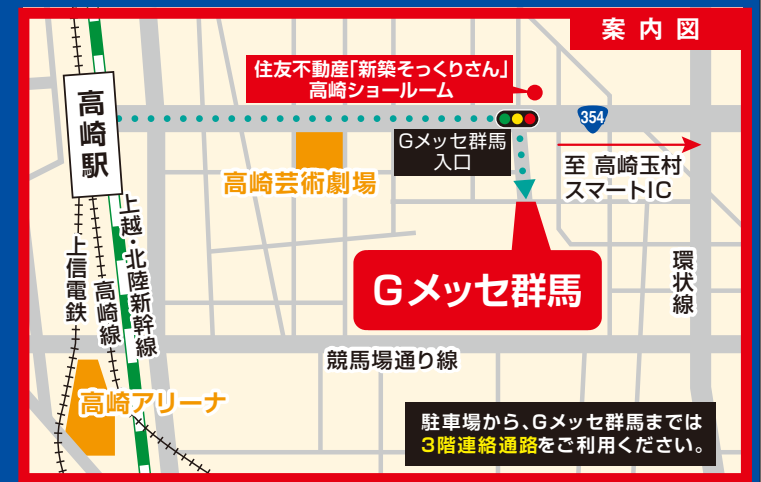 案内図
住友不動産「新築そっくりさん」
高崎ショールーム
高崎駅
354
Gメッセ群馬
入口
至 高崎玉村
スマートIC
高崎芸術劇場
Gメッセ群馬
上越・北陸新幹線
高崎線
上信電鉄
環状線
競馬場通り線
高崎アリーナ
駐車場から、Gメッセ群馬までは
3階連絡通路をご利用ください。